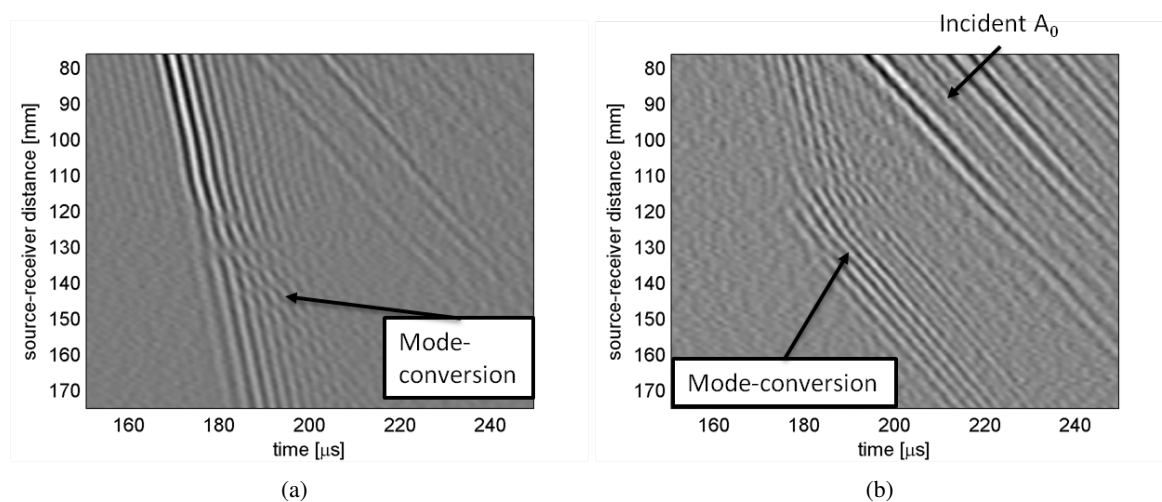 80
90
100
110
120
130
140
150
160
170
source-receiver distance [mm]
160 180 200 220 240
time [μs]
Mode-
conversion
(a)
Incident A₀
80
90
100
110
120
130
140
150
160
170
source-receiver distance [mm]
Mode-conversion
160 180 200 220 240
time [μs]
(b)